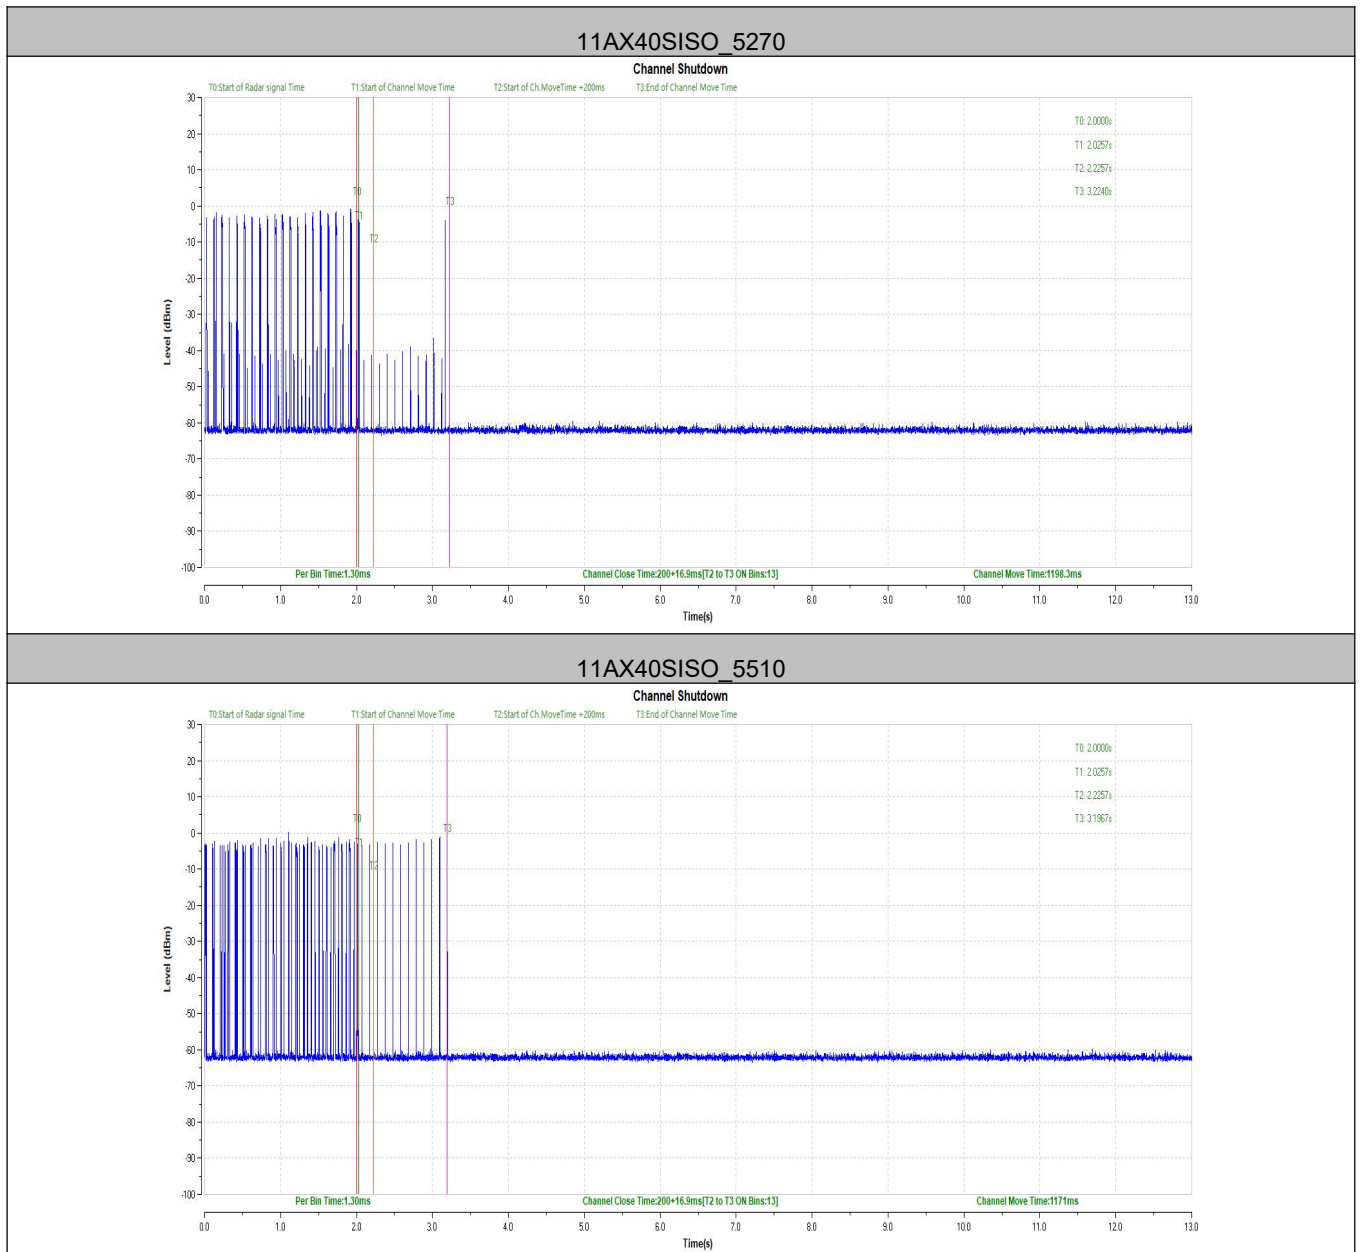 11AX40SISO_5270
Channel Shutdown
T0:Start of Radar signal Time T1:Start of Channel Move Time T2:Start of Ch.MoveTime +200ms T3:End of Channel Move Time
30
20
10
0
-10
-20
-30
-40
-50
-60
-70
-80
-90
-100
Level (dBm)
T0: 2.0000s
T1: 2.0257s
T2: 2.2257s
T3: 3.2240s
T0
T1
T2
T3
Per Bin Time:1.30ms Channel Close Time:200+16.9ms[T2 to T3 ON Bins:13] Channel Move Time:1198.3ms
0.0 1.0 2.0 3.0 4.0 5.0 6.0 7.0 8.0 9.0 10.0 11.0 12.0 13.0
Time(s)
11AX40SISO_5510
Channel Shutdown
T0:Start of Radar signal Time T1:Start of Channel Move Time T2:Start of Ch.MoveTime +200ms T3:End of Channel Move Time
30
20
10
0
-10
-20
-30
-40
-50
-60
-70
-80
-90
-100
Level (dBm)
T0: 2.0000s
T1: 2.0257s
T2: 2.2257s
T3: 3.1967s
T0
T1
T2
T3
Per Bin Time:1.30ms Channel Close Time:200+16.9ms[T2 to T3 ON Bins:13] Channel Move Time:1171ms
0.0 1.0 2.0 3.0 4.0 5.0 6.0 7.0 8.0 9.0 10.0 11.0 12.0 13.0
Time(s)